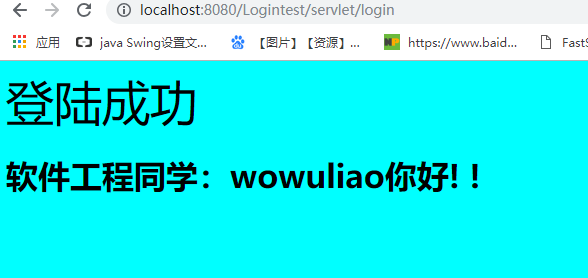 localhost:8080/Logintest/servlet/login
应用 java Swing设置文... 【图片】【资源】... https://www.baid... FastS
登陆成功
软件工程同学：wowuliao你好! !